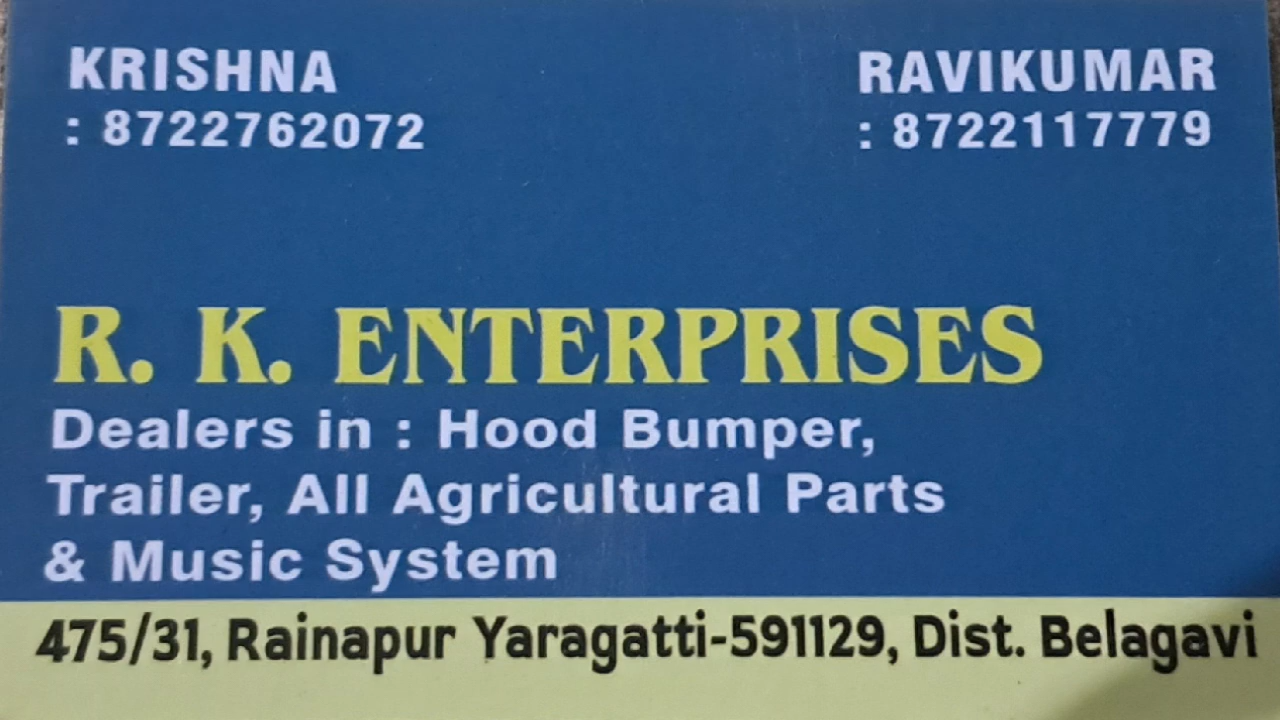 KRISHNA
: 8722762072
RAVIKUMAR
: 8722117779
R. K. ENTERPRISES
Dealers in : Hood Bumper,
Trailer, All Agricultural Parts
& Music System
475/31, Rainapur Yaragatti-591129, Dist. Belagavi